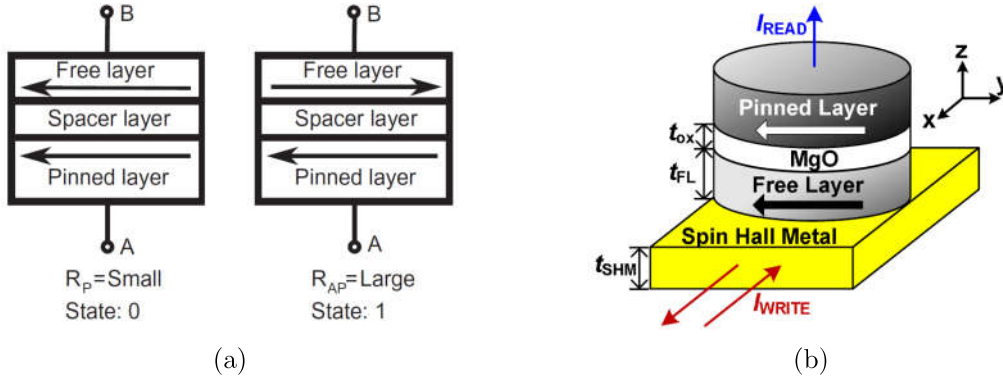 B
Free layer
Spacer layer
Pinned layer
A
R_P=Small
State: 0
B
Free layer
Spacer layer
Pinned layer
A
R_AP=Large
State: 1
(a)
I_READ
z
y
x
Pinned Layer
t_ox
MgO
t_FL
Free Layer
Spin Hall Metal
t_SHM
I_WRITE
(b)